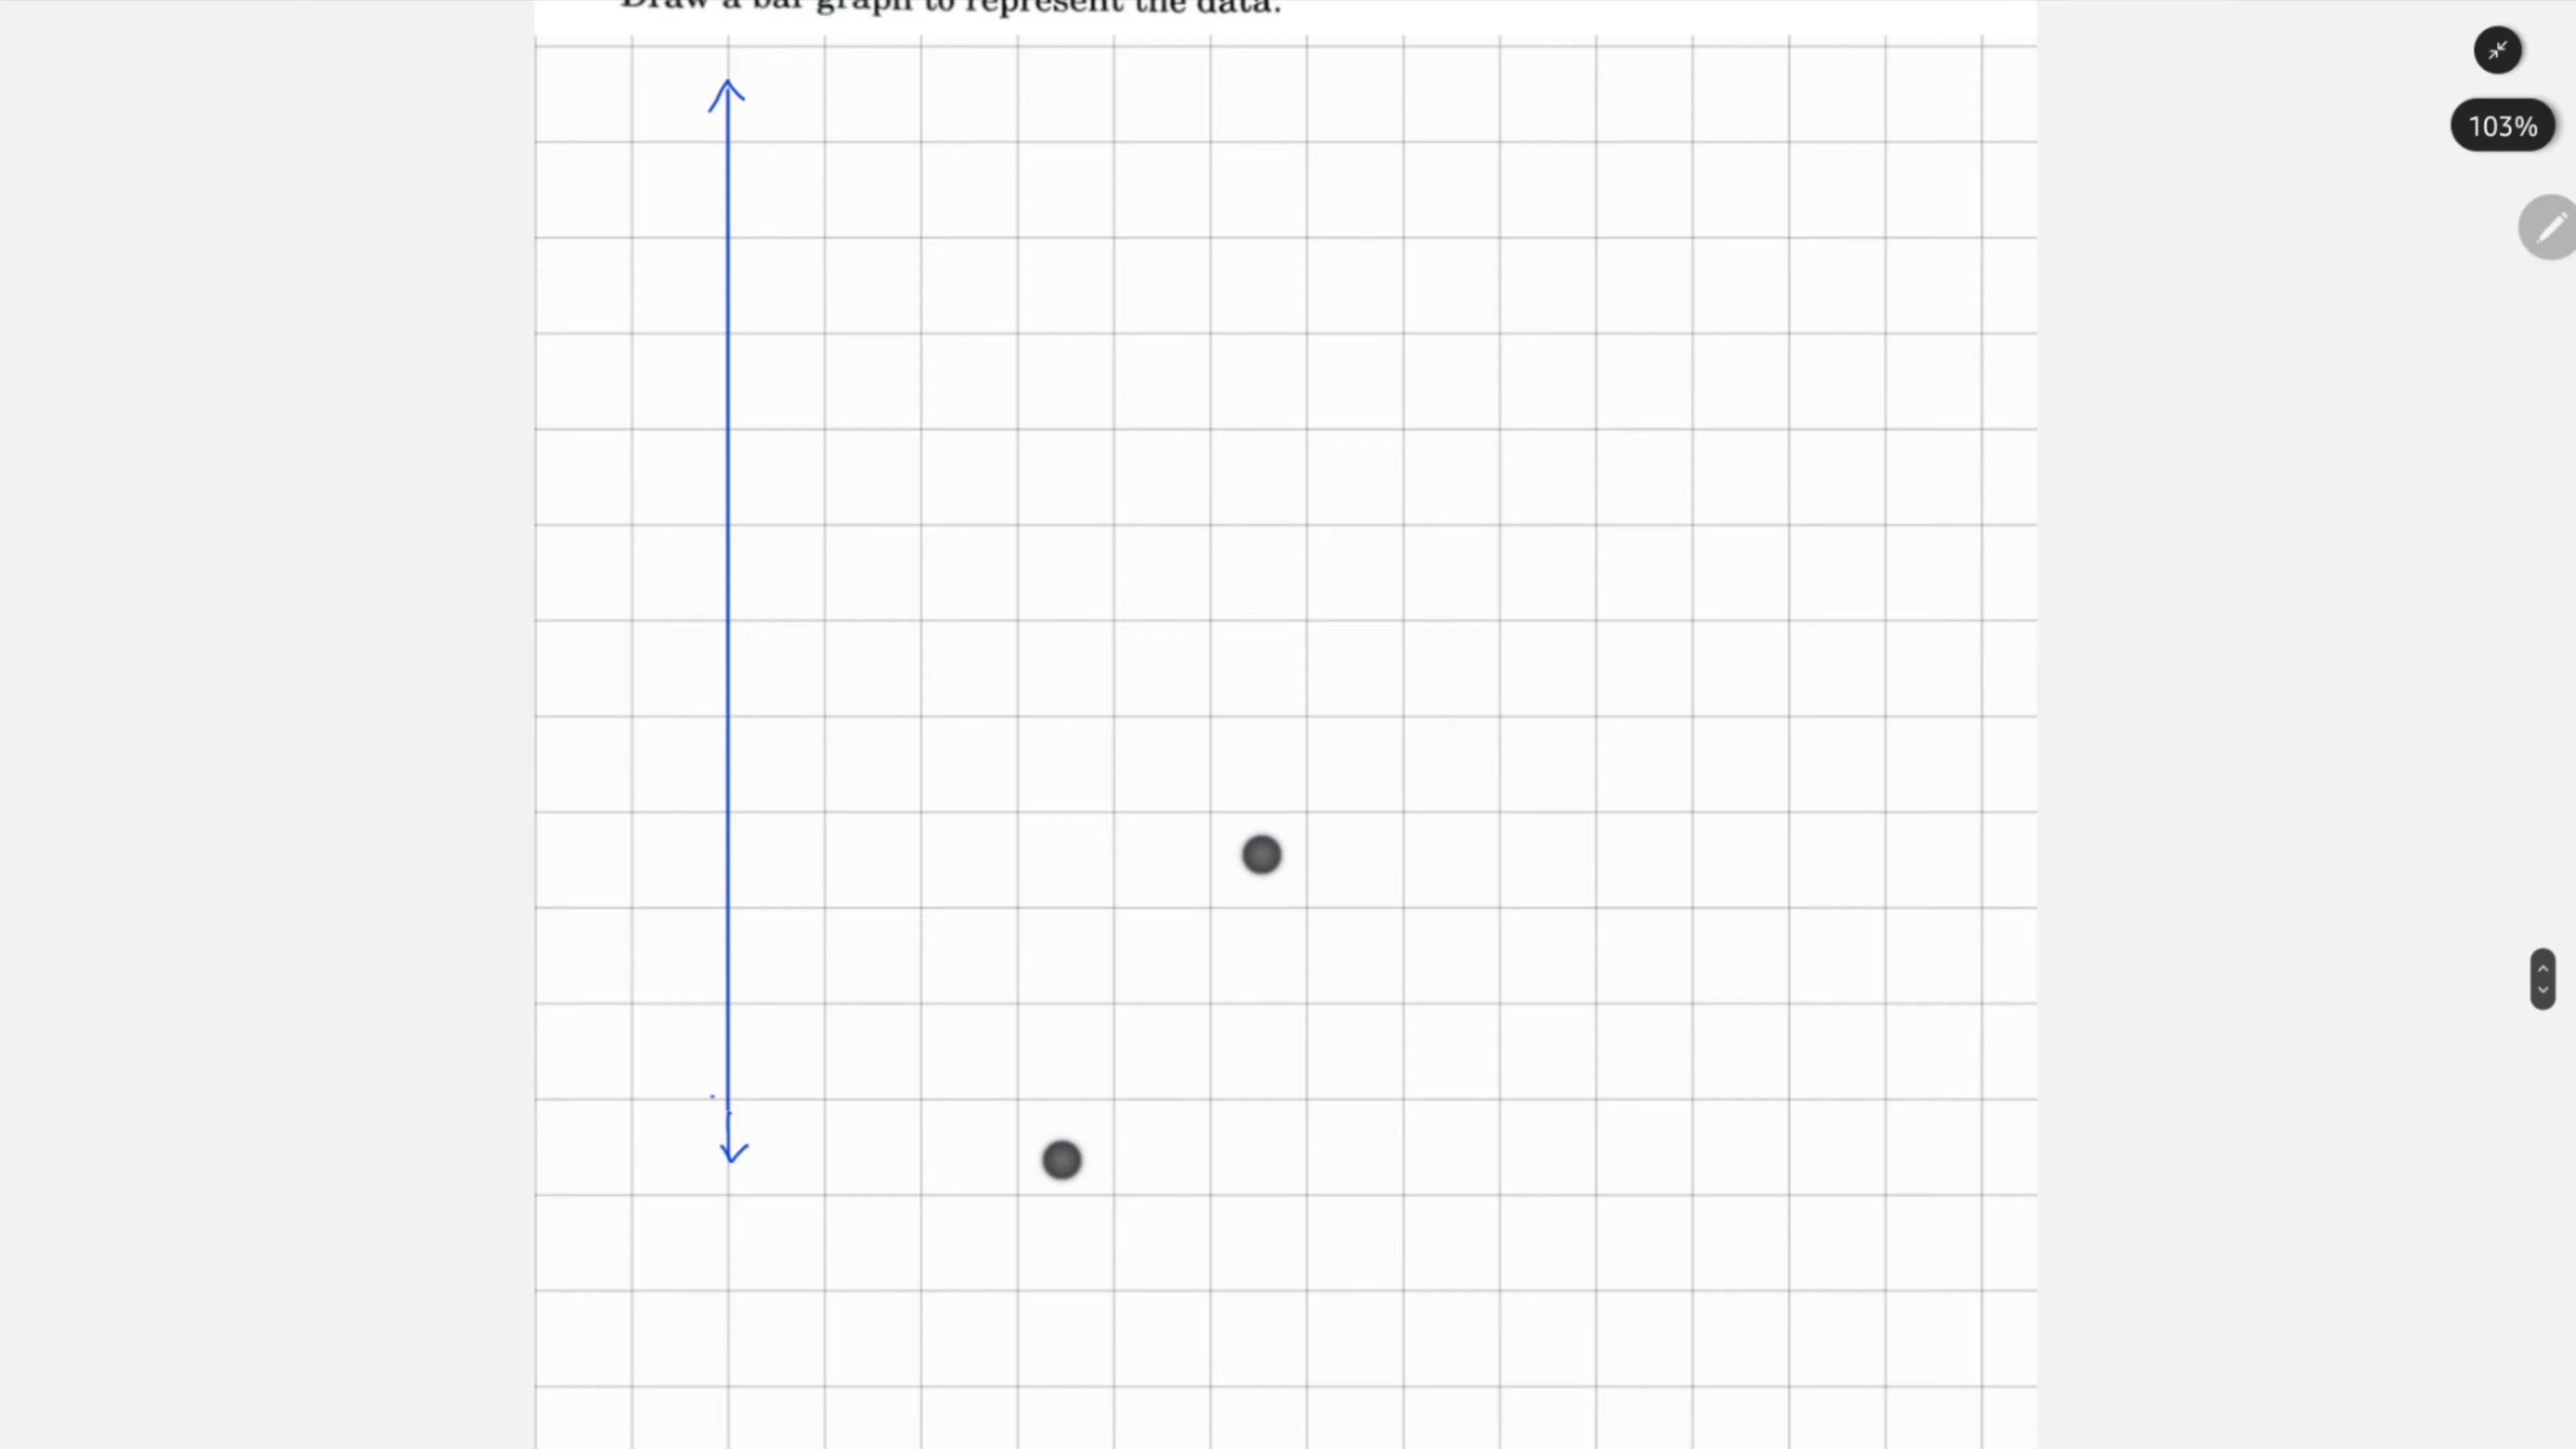 Draw a bar graph to represent the data.
103%